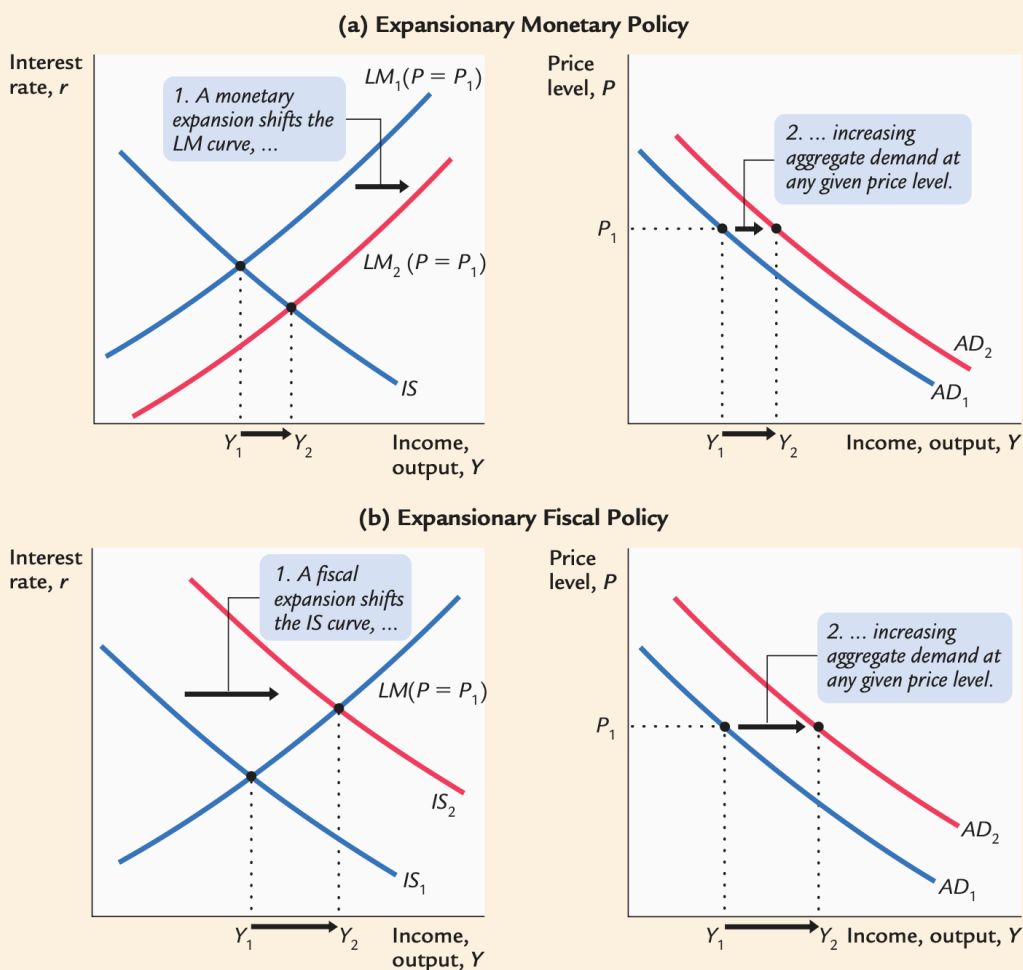 (a) Expansionary Monetary Policy
Interest
rate, r
LM₁(P = P₁)
1. A monetary
expansion shifts the
LM curve, ...
LM₂ (P = P₁)
IS
Y₁
Y₂
Income,
output, Y
Price
level, P
2. ... increasing
aggregate demand at
any given price level.
P₁
AD₂
AD₁
Y₁
Y₂
Income, output, Y
(b) Expansionary Fiscal Policy
Interest
rate, r
1. A fiscal
expansion shifts
the IS curve, ...
LM(P = P₁)
IS₂
IS₁
Y₁
Y₂
Income,
output, Y
Price
level, P
2. ... increasing
aggregate demand at
any given price level.
P₁
AD₂
AD₁
Y₁
Y₂
Income, output, Y